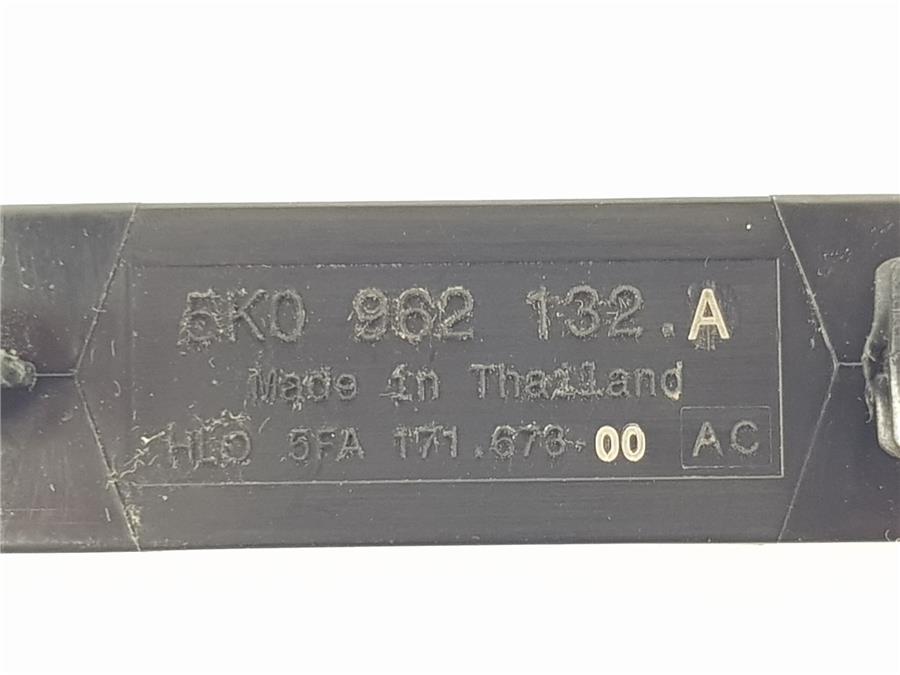 5K0 962 132.A
Made in Thailand
HLO 5FA 171.673-00 AC